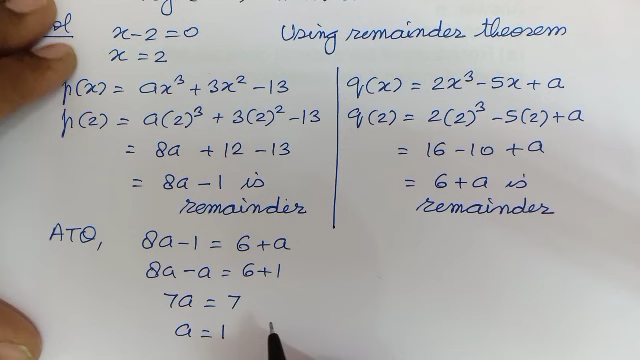 x-2=0 Using remainder theorem
x=2
p(x) = ax³ + 3x² - 13
p(2) = a(2)³ + 3(2)² - 13
= 8a + 12 - 13
= 8a - 1 is
remainder
q(x) = 2x³ - 5x + a
q(2) = 2(2)³ - 5(2) + a
= 16 - 10 + a
= 6 + a is
remainder
ATQ, 8a - 1 = 6 + a
8a - a = 6 + 1
7a = 7
a = 1